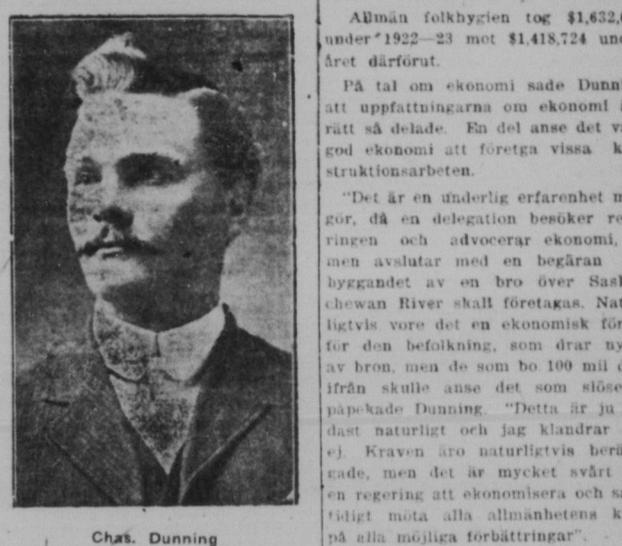 Chas. Dunning
Allmän folkhygien tog $1,632,
under 1922—23 mot $1,418,724 un
året därförut.
På tal om ekonomi sade Dunni
att uppfattningarna om ekonomi ä
rätt så delade. En del anse det v
god ekonomi att företga vissa k
struktionsarbeten.
"Det är en underlig erfarenhet m
gör, då en delegation besöker re
ringen och advocerar ekonomi,
men avslutar med en begäran
byggandet av en bro över Sask
chewan River skall företagas. Nat
ligtvis vore det en ekonomisk för
för den befolkning, som drar ny
av bron, men de som bo 100 mil d
ifrån skulle anse det som slöse
påpekade Dunning. "Detta är ju
dast naturligt och jag klandrar
ej. Kraven äro naturligtvis berä
gade, men det är mycket svårt
en regering att ekonomisera och s
tidigt möta alla allmänhetens k
på alla möjliga förbättringar".